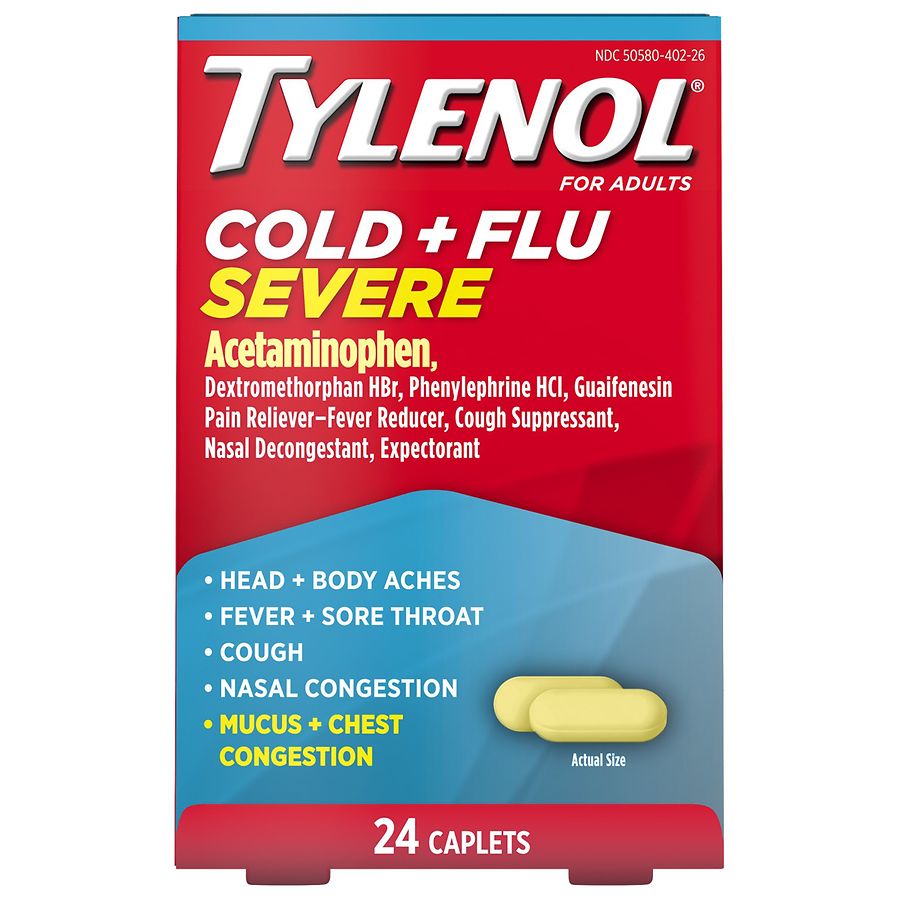 NDC 50580-402-26
TYLENOL®
FOR ADULTS
COLD + FLU
SEVERE
Acetaminophen,
Dextromethorphan HBr, Phenylephrine HCl, Guaifenesin
Pain Reliever–Fever Reducer, Cough Suppressant,
Nasal Decongestant, Expectorant
• HEAD + BODY ACHES
• FEVER + SORE THROAT
• COUGH
• NASAL CONGESTION
• MUCUS + CHEST
CONGESTION
Actual Size
24 CAPLETS